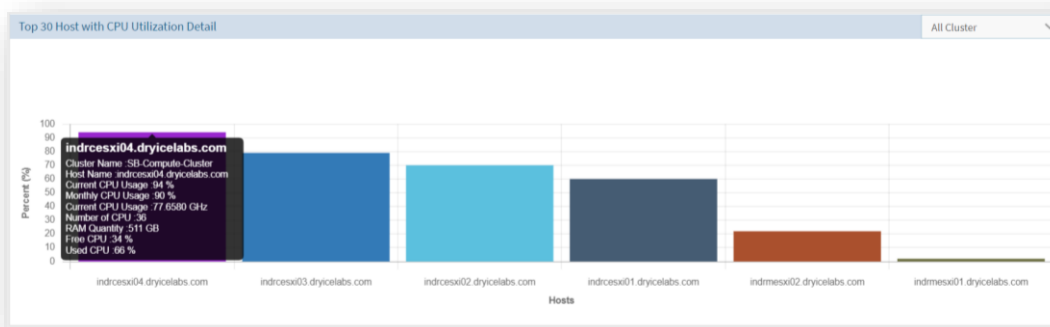 Top 30 Host with CPU Utilization Detail
All Cluster
100
90
80
70
60
50
40
30
20
10
0
Percent (%)
indrcesxi04.dryicelabs.com
Cluster Name :SB-Compute-Cluster
Host Name :indrcesxi04.dryicelabs.com
Current CPU Usage :94 %
Monthly CPU Usage :90 %
Current CPU Usage :77.6580 GHz
Number of CPU :36
RAM Quantity :511 GB
Free CPU :34 %
Used CPU :66 %
indrcesxi04.dryicelabs.com
indrcesxi03.dryicelabs.com
indrcesxi02.dryicelabs.com
indrcesxi01.dryicelabs.com
indrmesxi02.dryicelabs.com
indrmesxi01.dryicelabs.com
Hosts